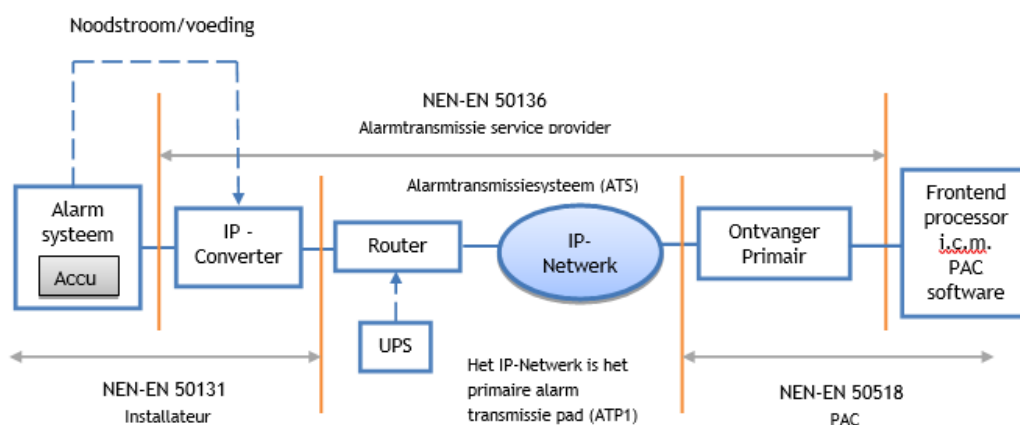 Noodstroom/voeding
NEN-EN 50136
Alarmtransmissie service provider
Alarmtransmissiesysteem (ATS)
Alarm
systeem
Accu
IP -
Converter
Router
IP-
Netwerk
Ontvanger
Primair
Frontend
processor
i.c.m.
PAC
software
UPS
NEN-EN 50131
Installateur
Het IP-Netwerk is het
primaire alarm
transmissie pad (ATP1)
NEN-EN 50518
PAC